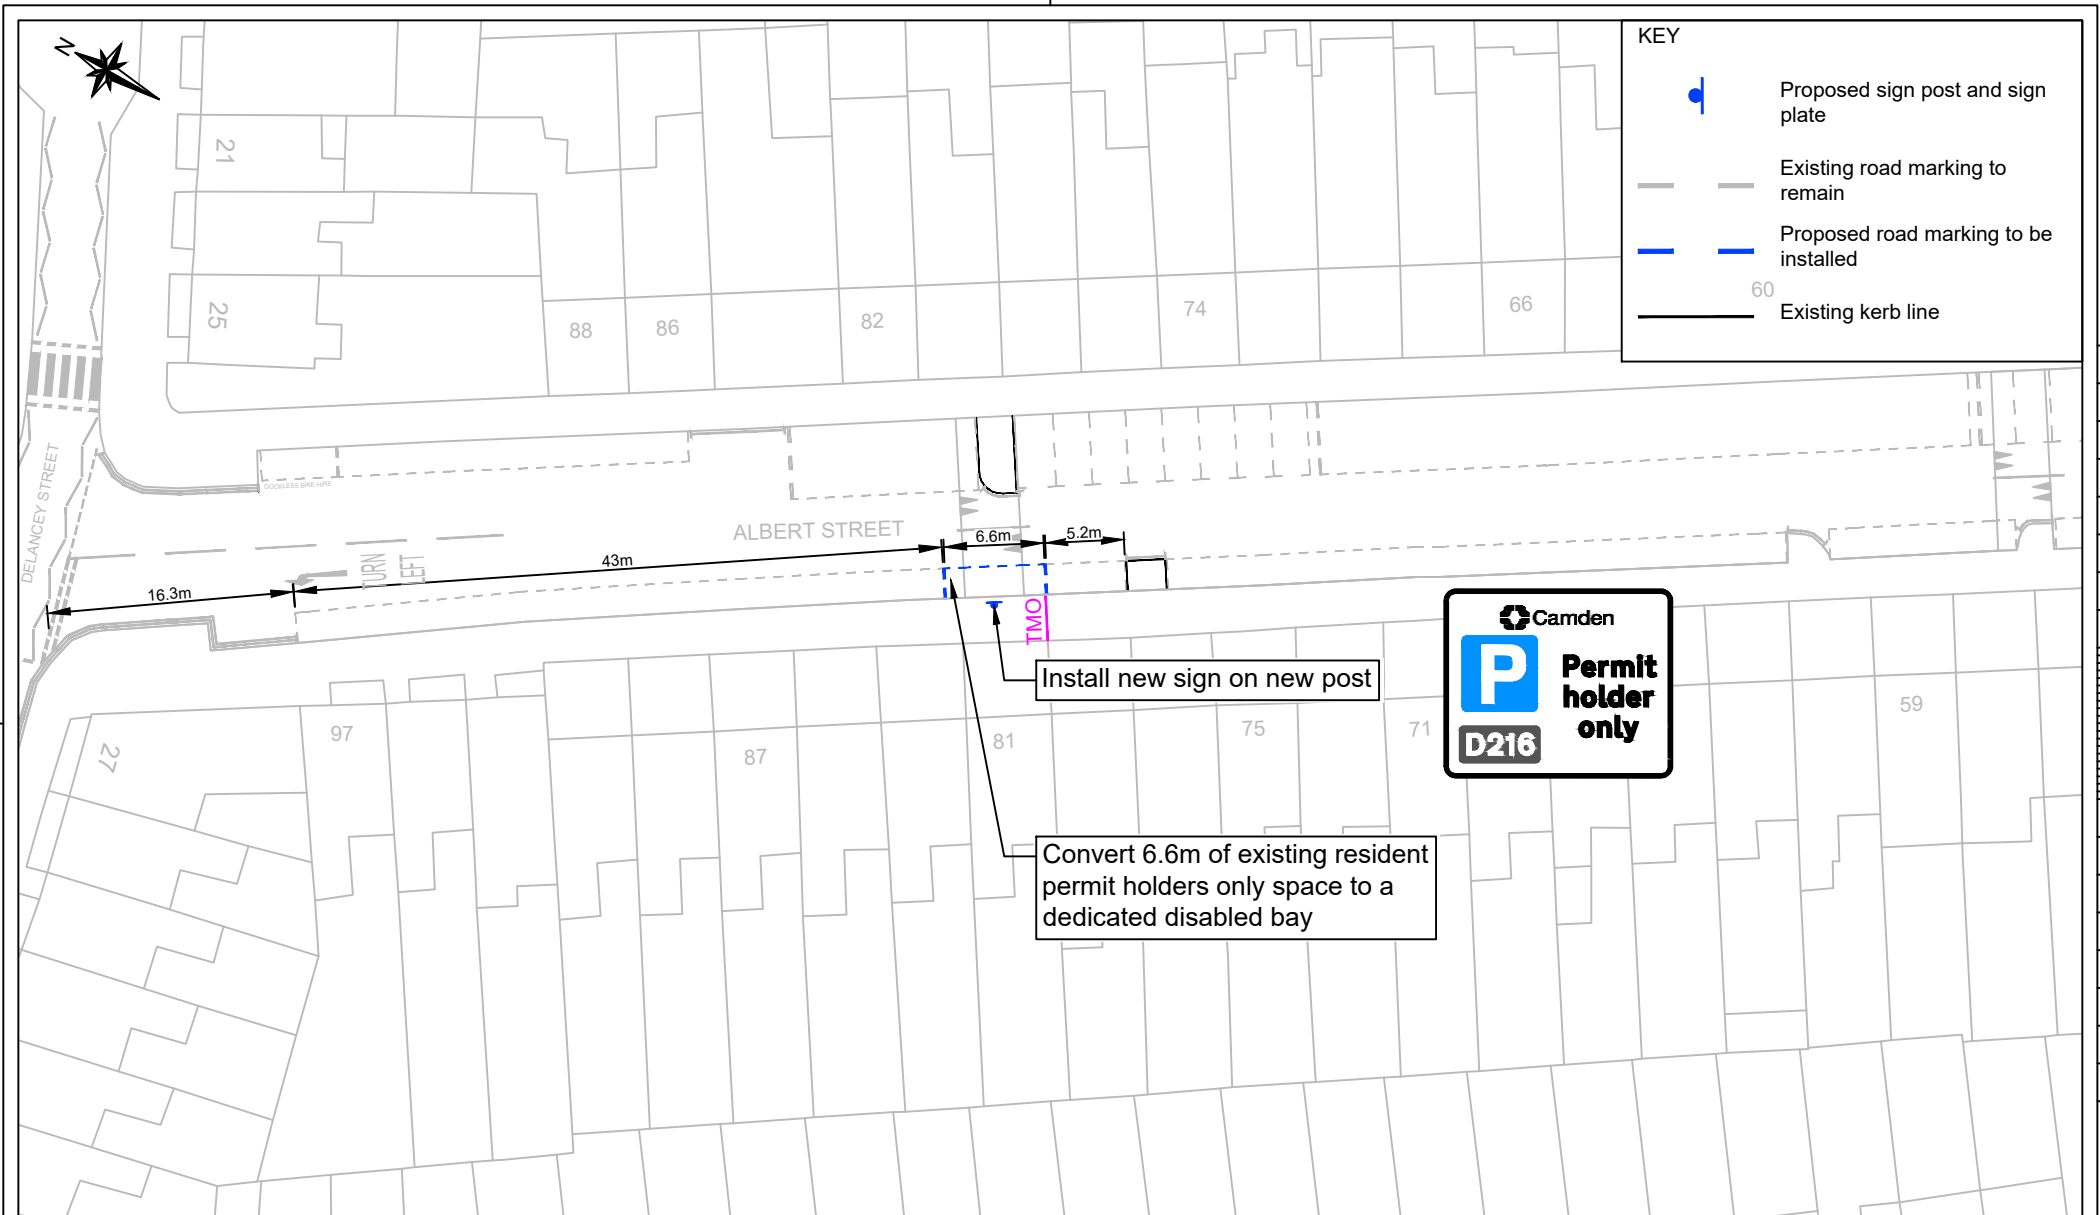 N
KEY
Proposed sign post and sign
plate
Existing road marking to
remain
Proposed road marking to be
installed
60
Existing kerb line
21
25
88
86
82
74
66
DELANCEY STREET
DOCKLESS BIKE HIRE
ALBERT STREET
TURN
LEFT
16.3m
43m
6.6m
5.2m
TMO
Install new sign on new post
Camden
P
Permit
holder
only
D216
27
97
87
81
75
71
59
Convert 6.6m of existing resident
permit holders only space to a
dedicated disabled bay